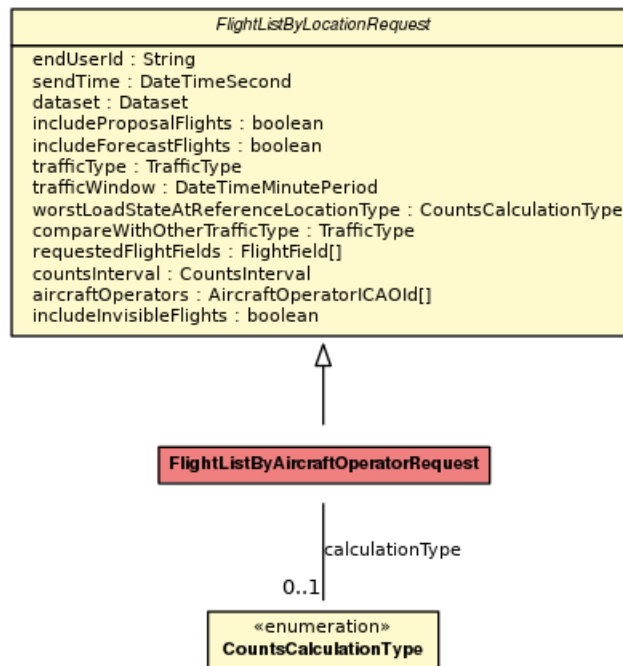 FlightListByLocationRequest
endUserId : String
sendTime : DateTimeSecond
dataset : Dataset
includeProposalFlights : boolean
includeForecastFlights : boolean
trafficType : TrafficType
trafficWindow : DateTimeMinutePeriod
worstLoadStateAtReferenceLocationType : CountsCalculationType
compareWithOtherTrafficType : TrafficType
requestedFlightFields : FlightField[]
countsInterval : CountsInterval
aircraftOperators : AircraftOperatorICAOId[]
includeInvisibleFlights : boolean
FlightListByAircraftOperatorRequest
calculationType
0..1
«enumeration»
CountsCalculationType